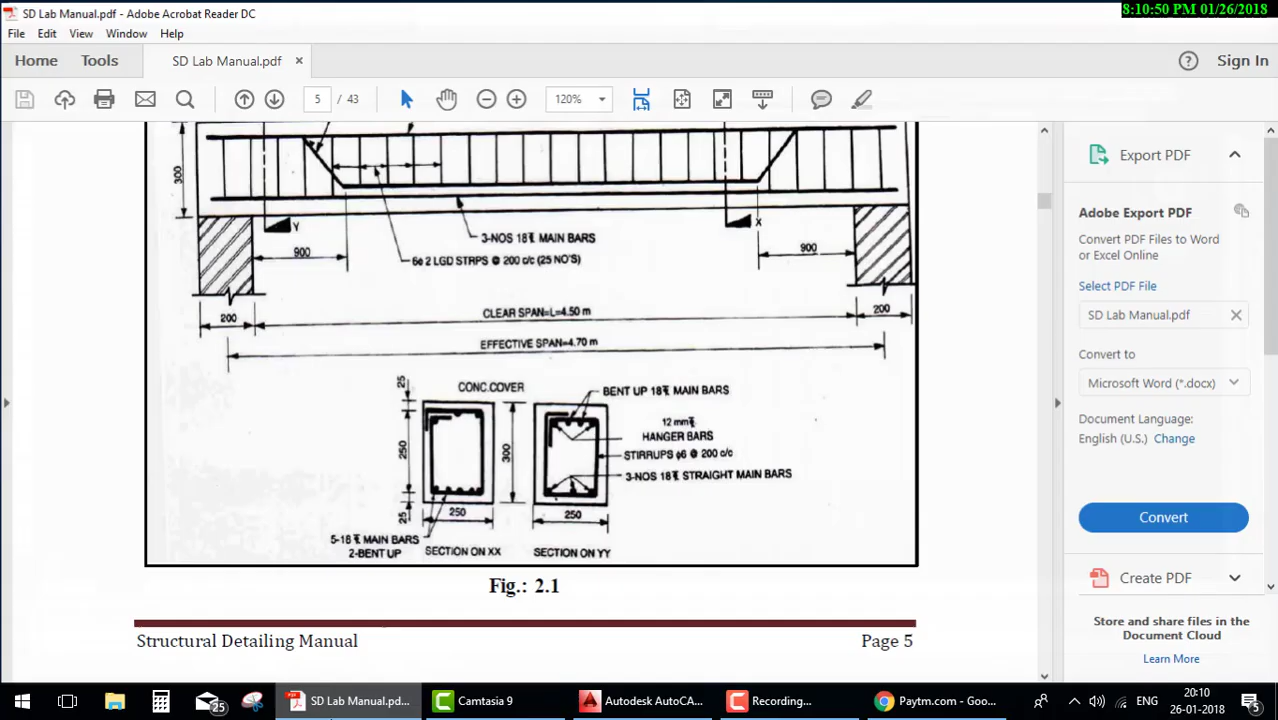 SD Lab Manual.pdf - Adobe Acrobat Reader DC
8:10:50 PM 01/26/2018
File Edit View Window Help
Home Tools SD Lab Manual.pdf × Sign In
5 / 43 120%
300
Y X
3-NOS 18 MAIN BARS
900 900
6ø 2 LGD STRPS @ 200 c/c (25 NO'S)
200 CLEAR SPAN=L=4.50 m 200
EFFECTIVE SPAN=4.70 m
25 CONC.COVER BENT UP 18 MAIN BARS
12 mm
HANGER BARS
250 300 STIRRUPS ø6 @ 200 c/c
3-NOS 18 STRAIGHT MAIN BARS
25 250 250
5-18 MAIN BARS
2-BENT UP SECTION ON XX SECTION ON YY
Fig.: 2.1
Structural Detailing Manual Page 5
Export PDF
Adobe Export PDF
Convert PDF Files to Word
or Excel Online
Select PDF File
SD Lab Manual.pdf
Convert to
Microsoft Word (*.docx)
Document Language:
English (U.S.) Change
Convert
Create PDF
Store and share files in the
Document Cloud
Learn More
25 SD Lab Manual.pd... Camtasia 9 Autodesk AutoCA... Recording... Paytm.com - Goo... ENG 20:10
26-01-2018 5